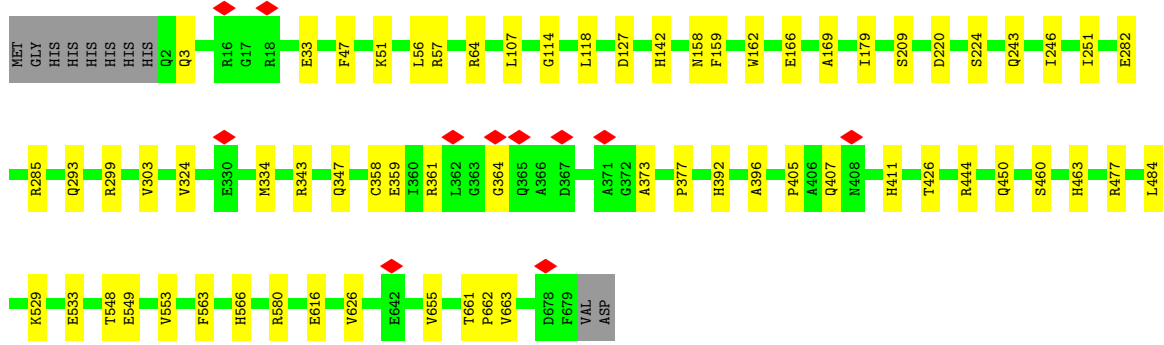 MET GLY HIS HIS HIS HIS HIS HIS Q2 Q3 R16 G17 R18 E33 F47 K51 L56 R57 R64 L107 G114 L118 D127 H142 N158 F159 W162 E166 A169 I179 S209 D220 S224 Q243 I246 I251 E282
R285 Q293 R299 V303 V324 E330 M334 R343 Q347 C358 E359 I360 R361 L362 G363 G364 Q365 A366 D367 A371 G372 A373 P377 H392 A396 P405 A406 Q407 N408 H411 T426 R444 Q450 S460 H463 R477 L484
K529 E533 T548 E549 V553 F563 H566 R580 E616 V626 E642 V655 T661 P662 V663 D678 F679 VAL ASP